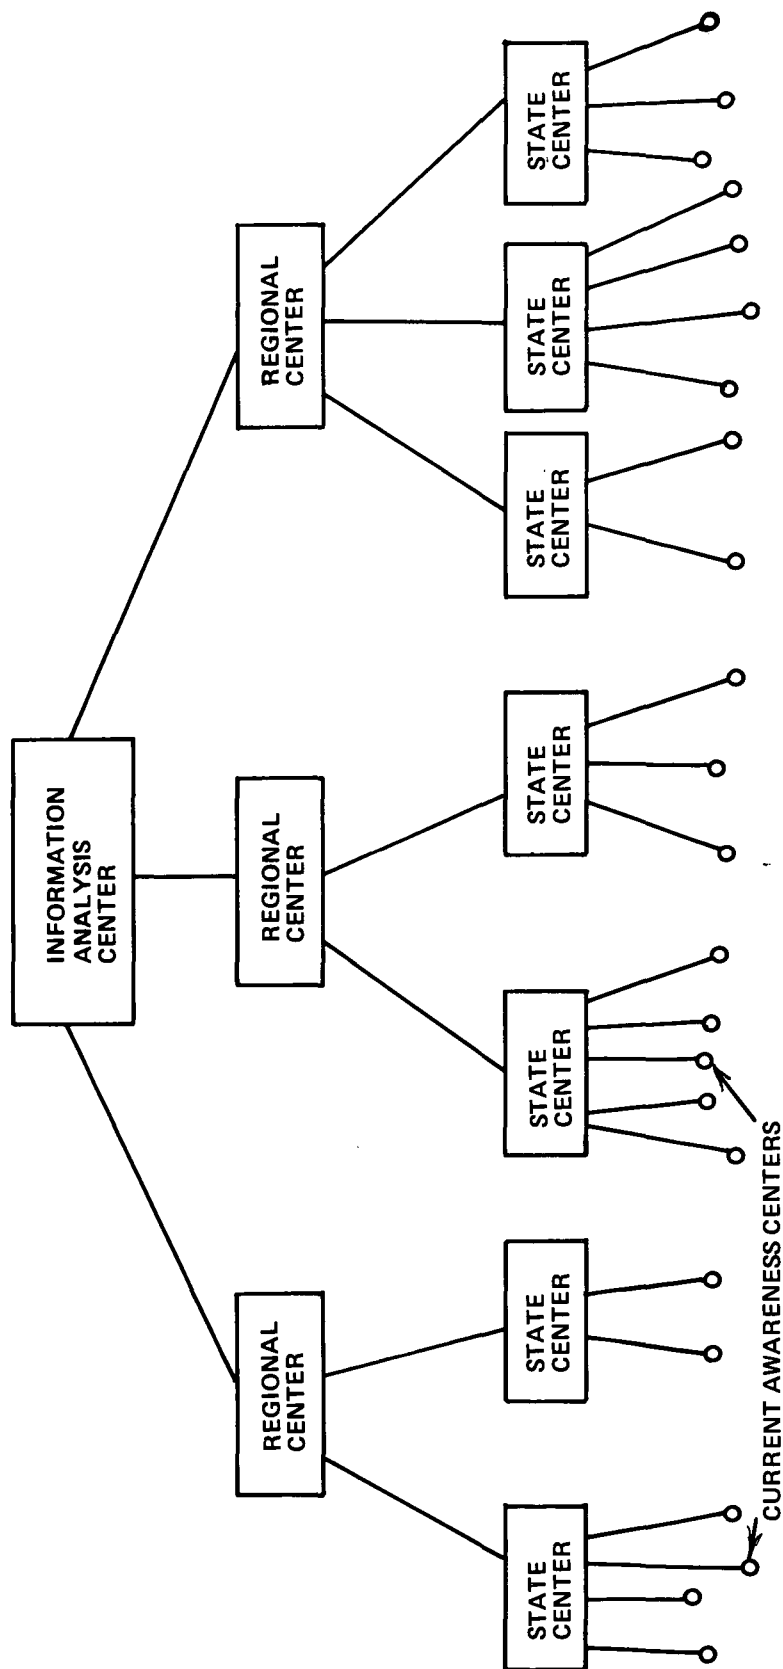 INFORMATION
ANALYSIS
CENTER
REGIONAL
CENTER
REGIONAL
CENTER
REGIONAL
CENTER
STATE
CENTER
STATE
CENTER
STATE
CENTER
STATE
CENTER
STATE
CENTER
STATE
CENTER
STATE
CENTER
CURRENT AWARENESS CENTERS